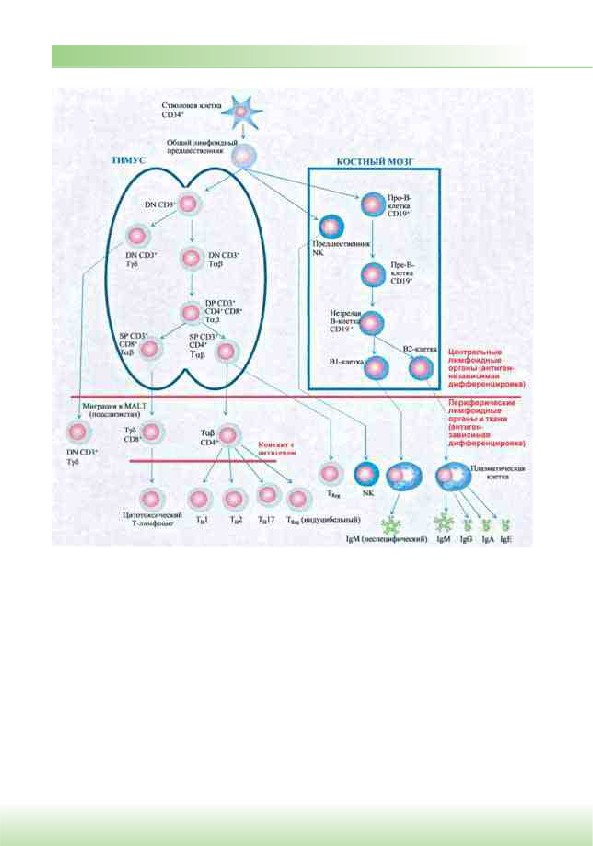 Стволовая клетка
CD34⁺
Общий лимфоидный
предшественник
ТИМУС
КОСТНЫЙ МОЗГ
DN CD8⁺
Про-В-
клетка
CD19⁺
DN CD3⁺
Tγδ
DN CD3⁺
Tαβ
Предшественник
NK
Пре-В-
клетка
CD19⁺
DP CD3⁺
CD4⁺ CD8⁺
Tαβ
Незрелая
В-клетка
CD19⁺
SP CD3⁺
CD8⁺
Tαβ
SP CD3⁺
CD4⁺
Tαβ
В1-клетка
В2-клетка
Центральные
лимфоидные
органы (антиген-
независимая
дифференцировка)
Миграция в MALT
(подслизистая)
Периферические
лимфоидные
органы и ткани
(антиген-
зависимая
дифференцировка)
DN CD3⁺
Tγδ
Tγδ
CD8⁺
Tαβ
CD4⁺
Контакт с
антигеном
Плазматическая
клетка
TReg
NK
Цитотоксический
Т-лимфоцит
TH1
TH2
TH17
TReg (индуцибельный)
IgM (неспецифический)
IgM
IgG
IgA
IgE